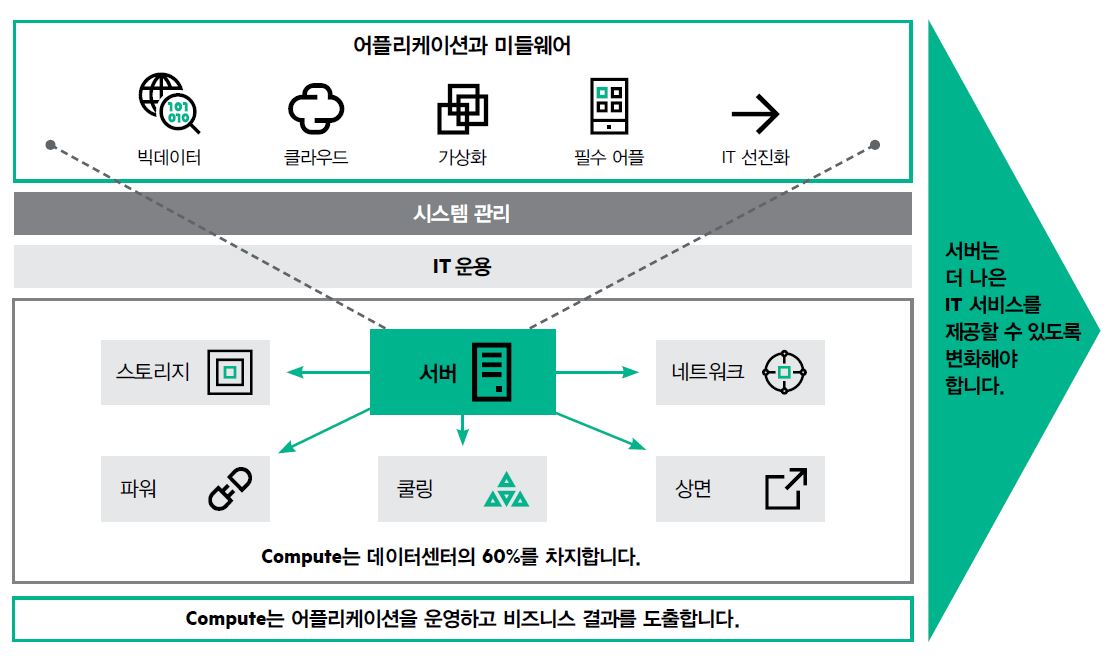 어플리케이션과 미들웨어
101
010
빅데이터
클라우드
가상화
필수 어플
IT 선진화
시스템 관리
IT 운용
스토리지
서버
네트워크
파워
쿨링
상면
Compute는 데이터센터의 60%를 차지합니다.
Compute는 어플리케이션을 운영하고 비즈니스 결과를 도출합니다.
서버는
더 나은
IT 서비스를
제공할 수 있도록
변화해야
합니다.